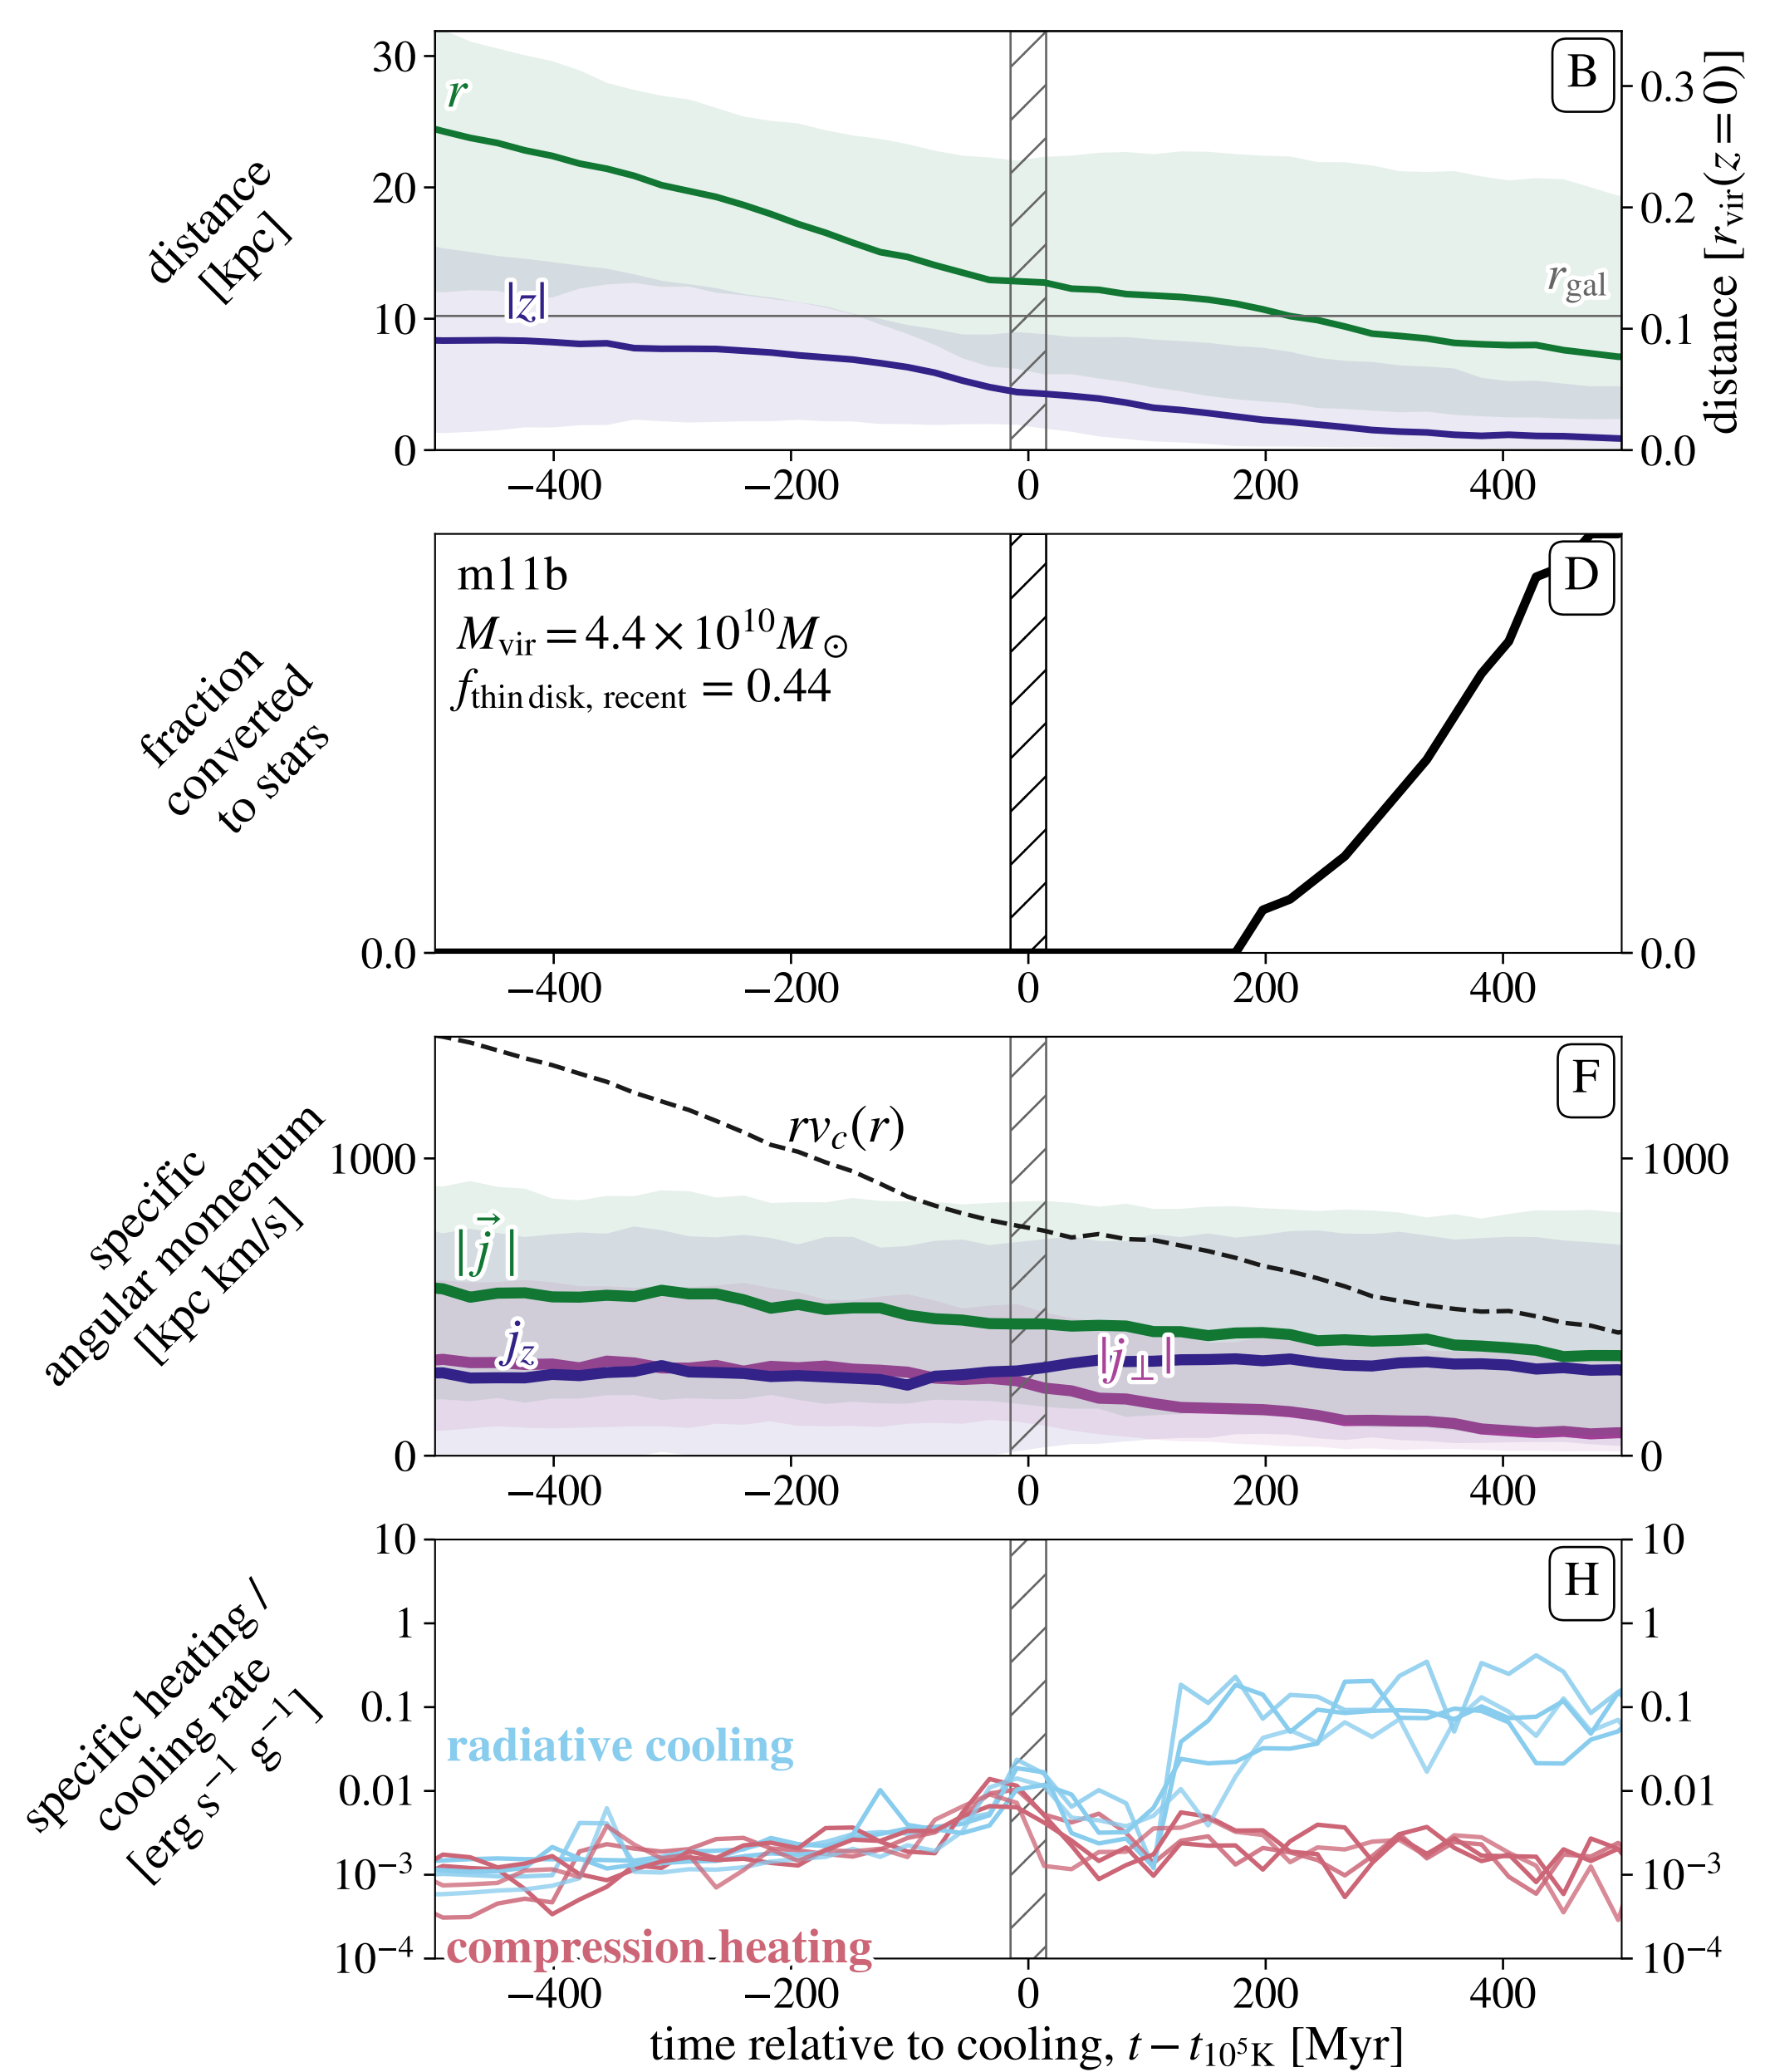 B
30
20
10
0
distance
[kpc]
r
|z|
r_gal
0.3
0.2
0.1
0.0
distance [r_vir(z=0)]
−400 −200 0 200 400
D
m11b
M_vir = 4.4 × 10^10 M_⊙
f_thin disk, recent = 0.44
fraction
converted
to stars
0.0
0.0
−400 −200 0 200 400
F
rv_c(r)
1000
0
specific
angular momentum
[kpc km/s]
|j⃗|
j_z
|j_⊥|
1000
0
−400 −200 0 200 400
H
10
1
0.1
0.01
10^−3
10^−4
specific heating /
cooling rate
[erg s^−1 g^−1]
radiative cooling
compression heating
10
1
0.1
0.01
10^−3
10^−4
−400 −200 0 200 400
time relative to cooling, t − t_10^5K [Myr]